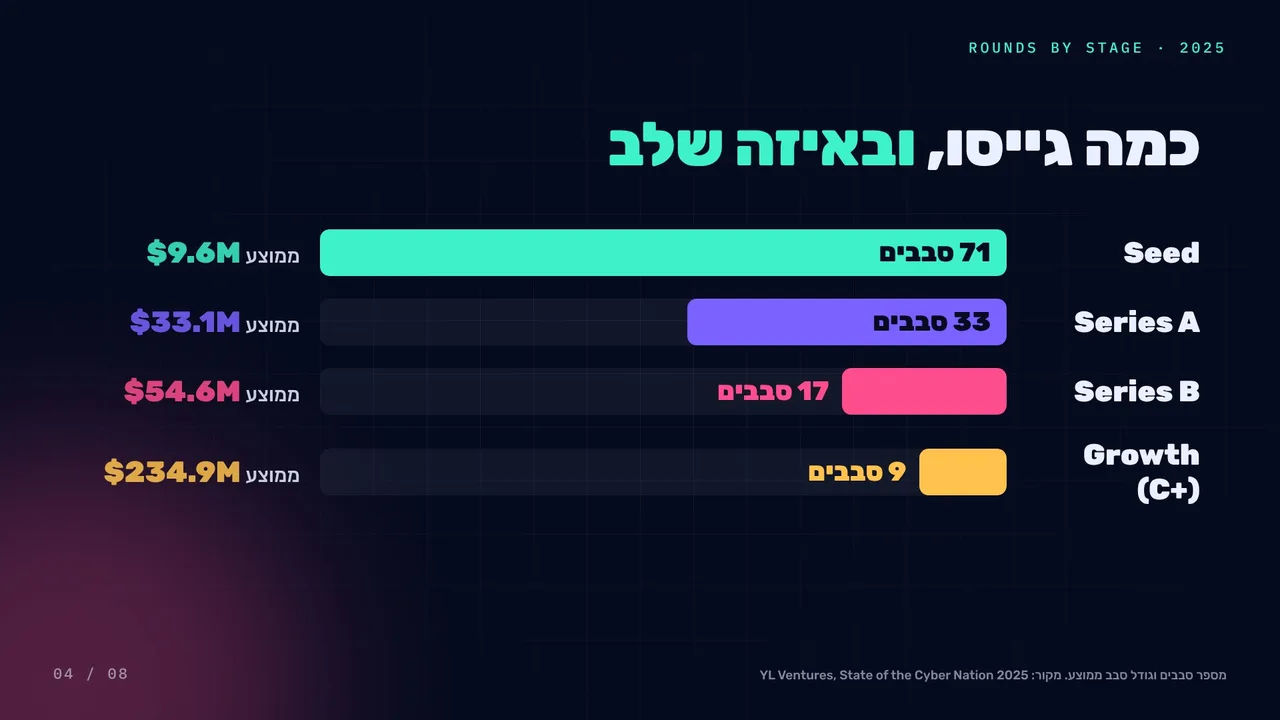 ROUNDS BY STAGE · 2025
כמה גייסו, ובאיזה שלב
Seed
71 סבבים
ממוצע $9.6M
Series A
33 סבבים
ממוצע $33.1M
Series B
17 סבבים
ממוצע $54.6M
Growth
(C+)
9 סבבים
ממוצע $234.9M
מספר סבבים וגודל סבב ממוצע. מקור: YL Ventures, State of the Cyber Nation 2025
04 / 08